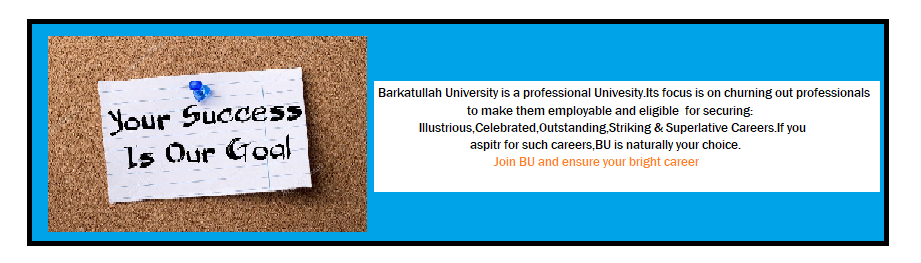 Your Success
Is Our Goal
Barkatullah University is a professional Univesity.Its focus is on churning out professionals
to make them employable and eligible for securing:
Illustrious,Celebrated,Outstanding,Striking & Superlative Careers.If you
aspitr for such careers,BU is naturally your choice.
Join BU and ensure your bright career